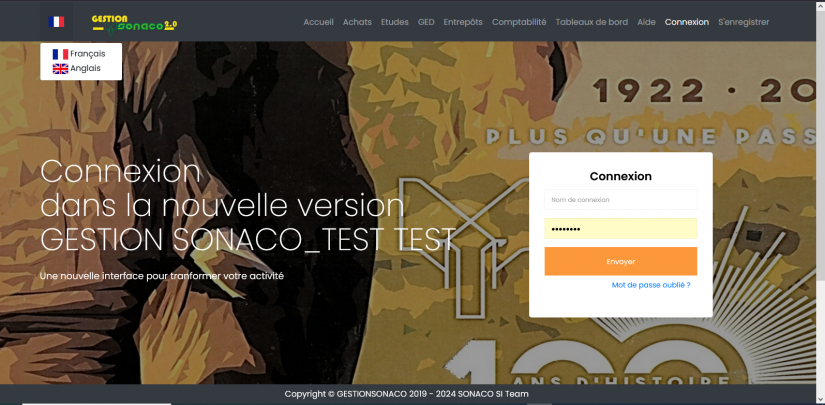 GESTION
sonaco 2.0
Accueil Achats Etudes GED Entrepôts Comptabilité Tableaux de bord Aide Connexion S'enregistrer
Français
Anglais
1922 · 20
PLUS QU'UNE PASS
Connexion
dans la nouvelle version
GESTION SONACO_TEST TEST
Une nouvelle interface pour tranformer votre activité
Connexion
Nom de connexion
••••••••
Envoyer
Mot de passe oublié ?
100
ANS D'HISTOIRE
Copyright © GESTIONSONACO 2019 - 2024 SONACO SI Team